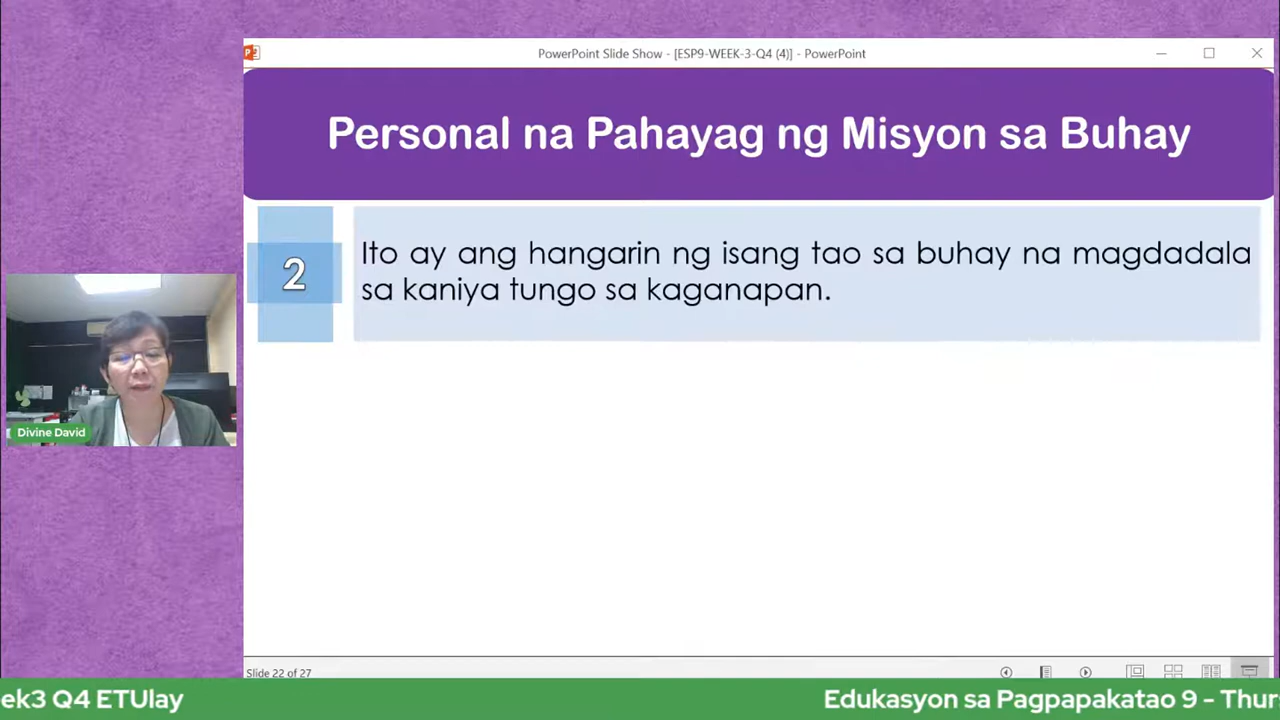 PowerPoint Slide Show - [ESP9-WEEK-3-Q4 (4)] - PowerPoint
Personal na Pahayag ng Misyon sa Buhay
2
Ito ay ang hangarin ng isang tao sa buhay na magdadala
sa kaniya tungo sa kaganapan.
Divine David
Slide 22 of 27
ek3 Q4 ETUlay
Edukasyon sa Pagpapakatao 9 - Thur